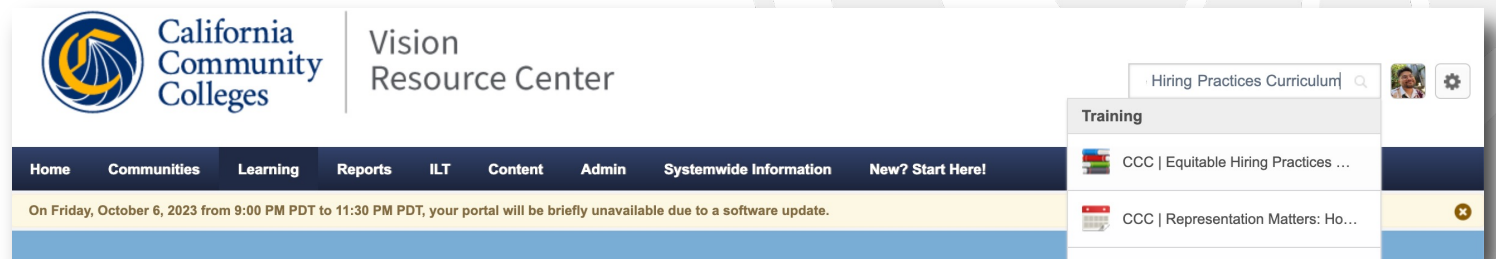 California
Community
Colleges
Vision
Resource Center
Hiring Practices Curriculum
Training
CCC | Equitable Hiring Practices ...
CCC | Representation Matters: Ho...
Home Communities Learning Reports ILT Content Admin Systemwide Information New? Start Here!
On Friday, October 6, 2023 from 9:00 PM PDT to 11:30 PM PDT, your portal will be briefly unavailable due to a software update.